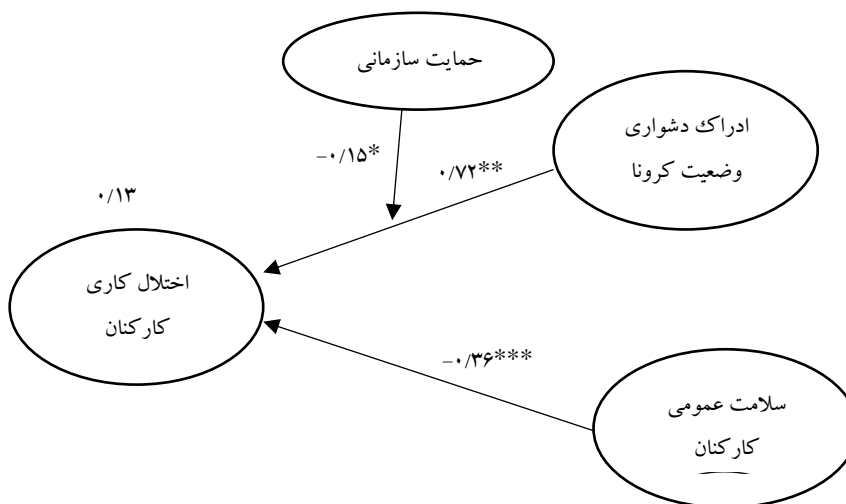 حمایت سازمانی
ادراک دشواری
وضعیت کرونا
-۰/۱۵*
۰/۷۲**
۰/۱۳
اختلال کاری
کارکنان
-۰/۳۶***
سلامت عمومی
کارکنان